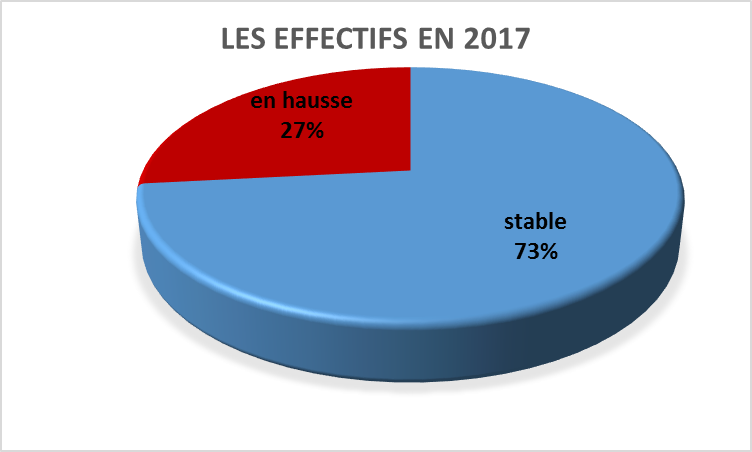 LES EFFECTIFS EN 2017
en hausse
27%
stable
73%